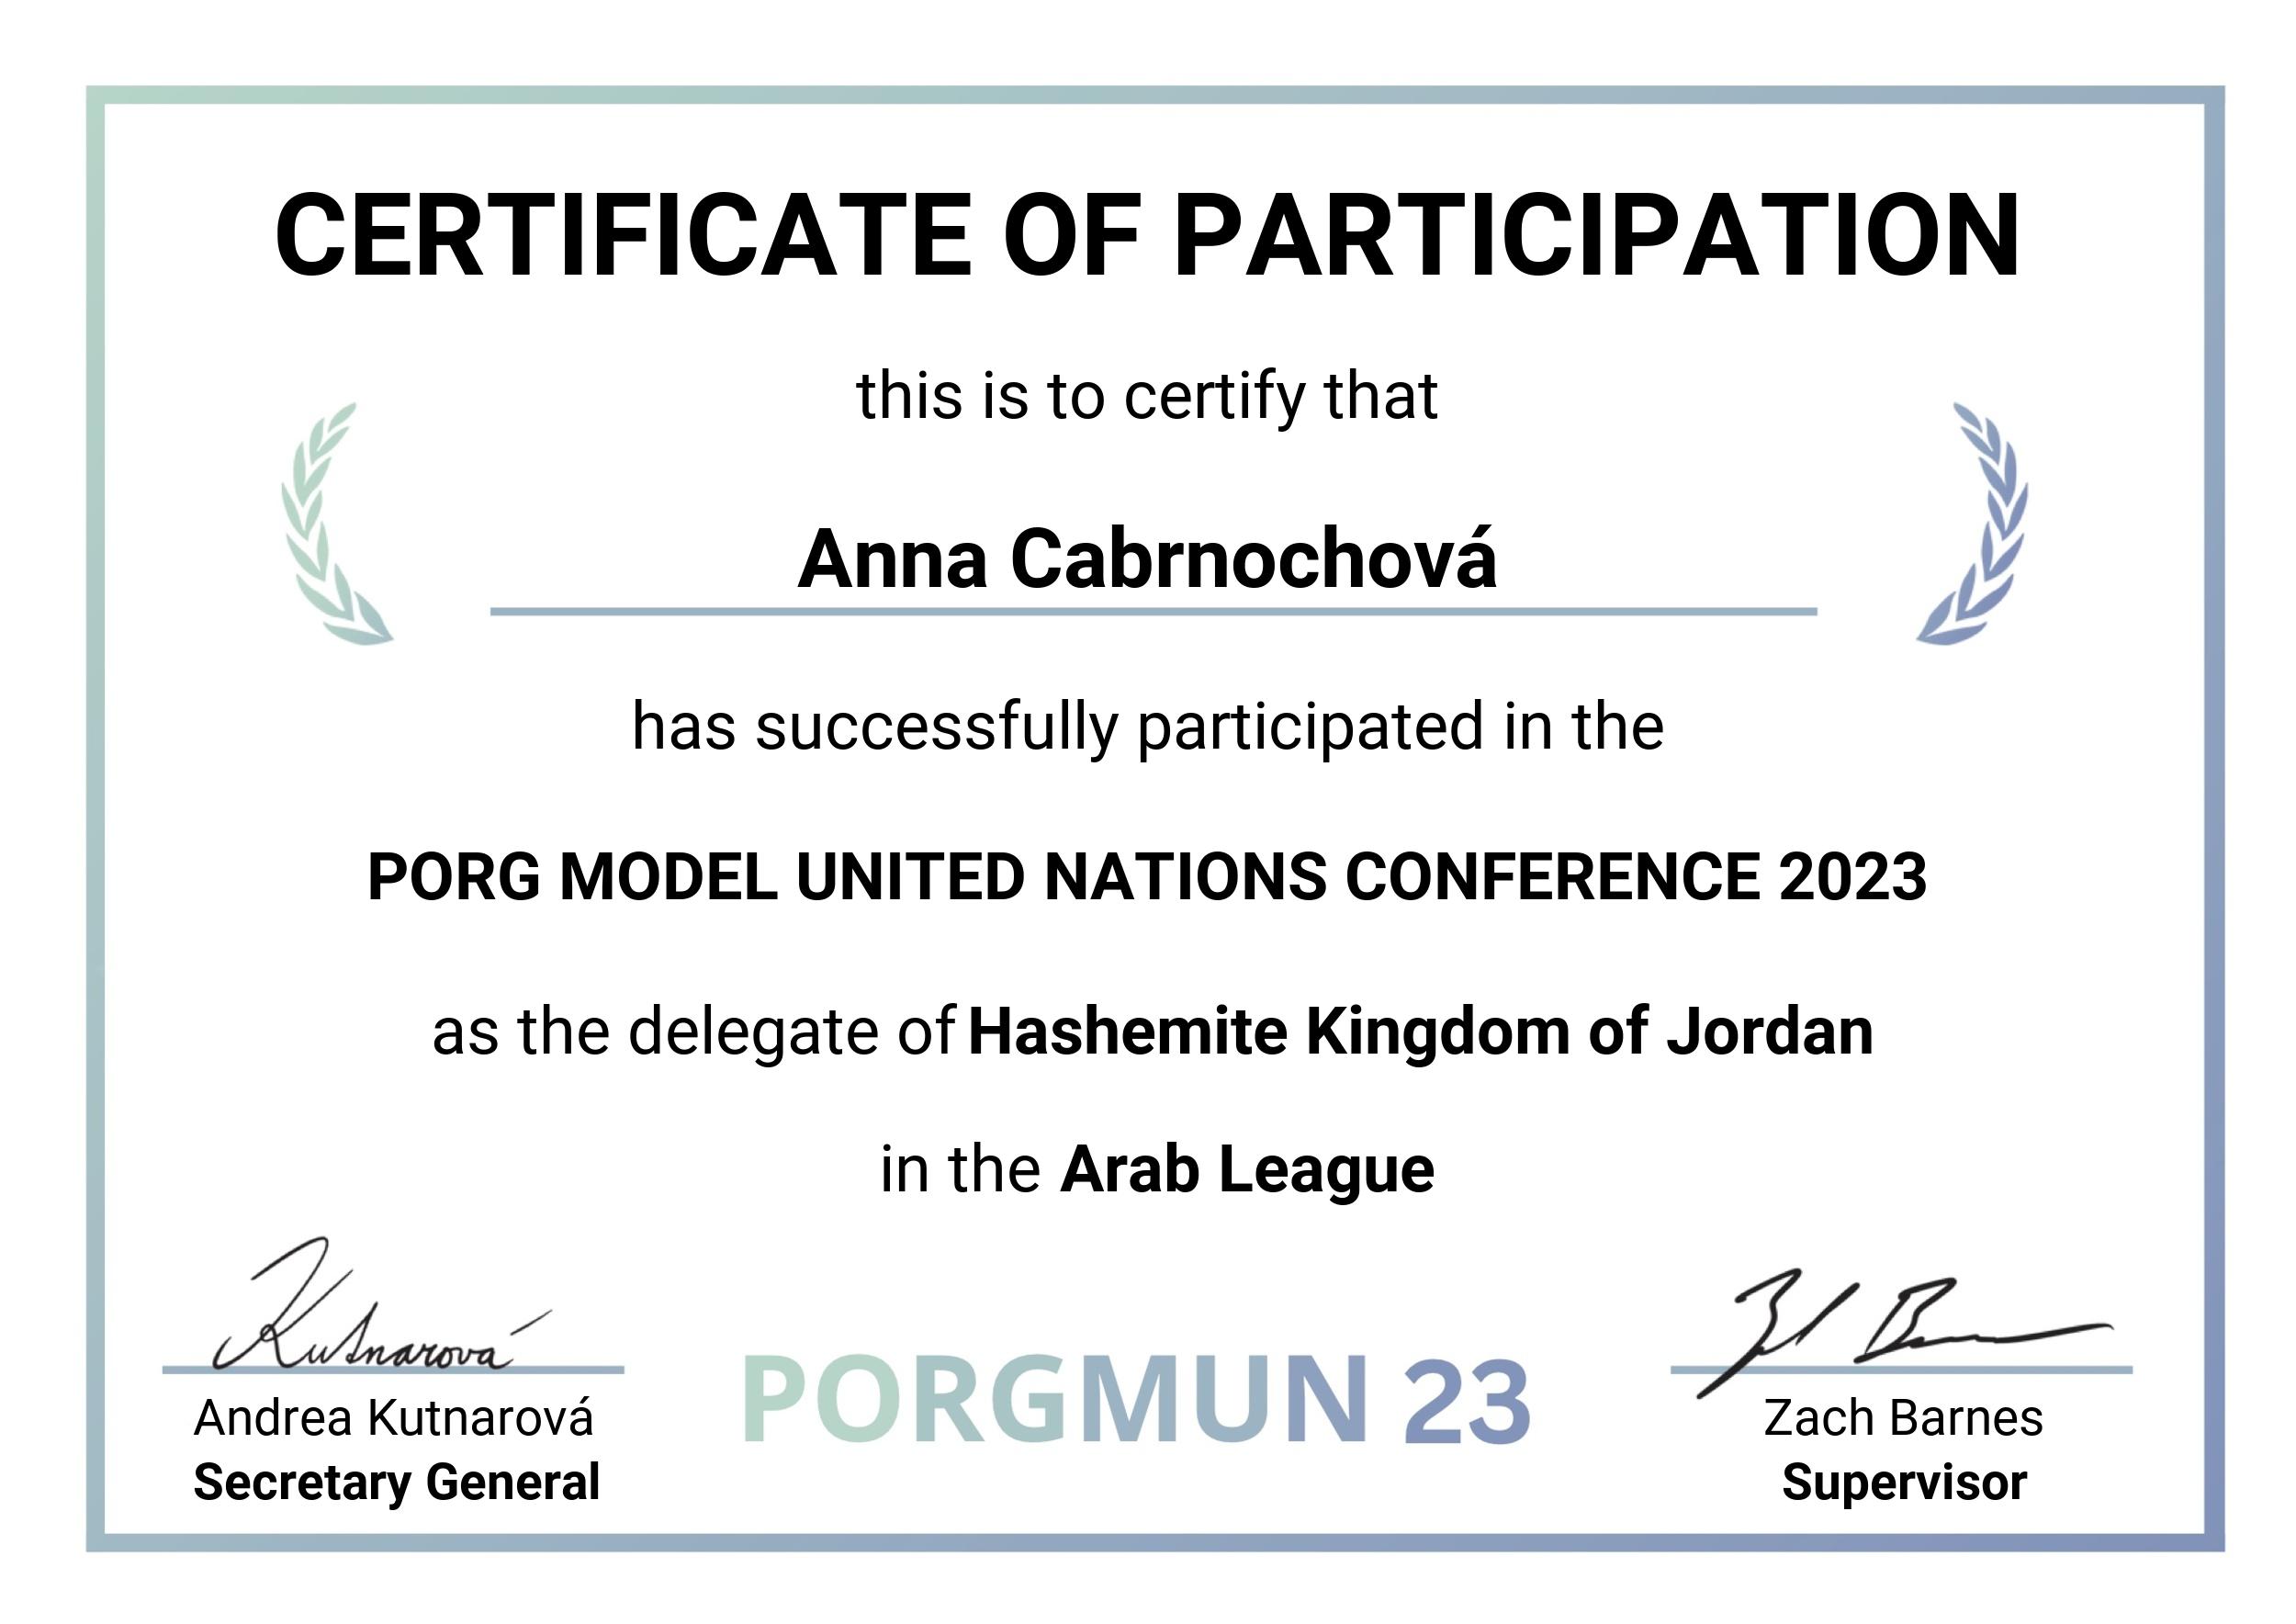 CERTIFICATE OF PARTICIPATION
this is to certify that
Anna Cabrnochová
has successfully participated in the
PORG MODEL UNITED NATIONS CONFERENCE 2023
as the delegate of Hashemite Kingdom of Jordan
in the Arab League
Kutnarová
Andrea Kutnarová
Secretary General
PORGMUN 23
Zach Barnes
Supervisor